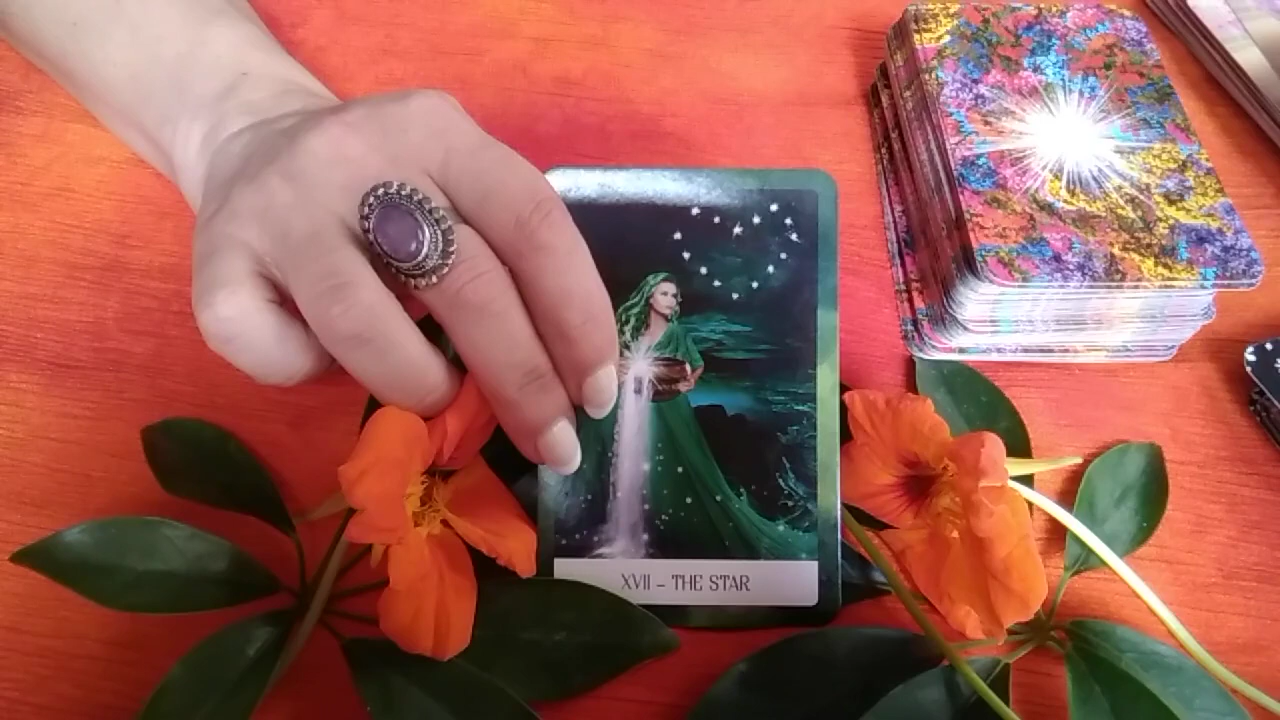 XVII – THE STAR